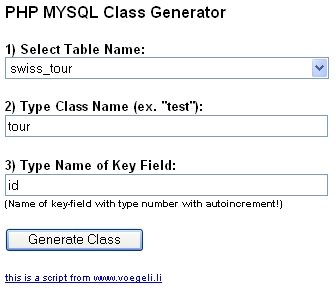 PHP MYSQL Class Generator
1) Select Table Name:
swiss_tour
2) Type Class Name (ex. "test"):
tour
3) Type Name of Key Field:
id
(Name of key-field with type number with autoincrement!)
Generate Class
this is a script from www.voegeli.li